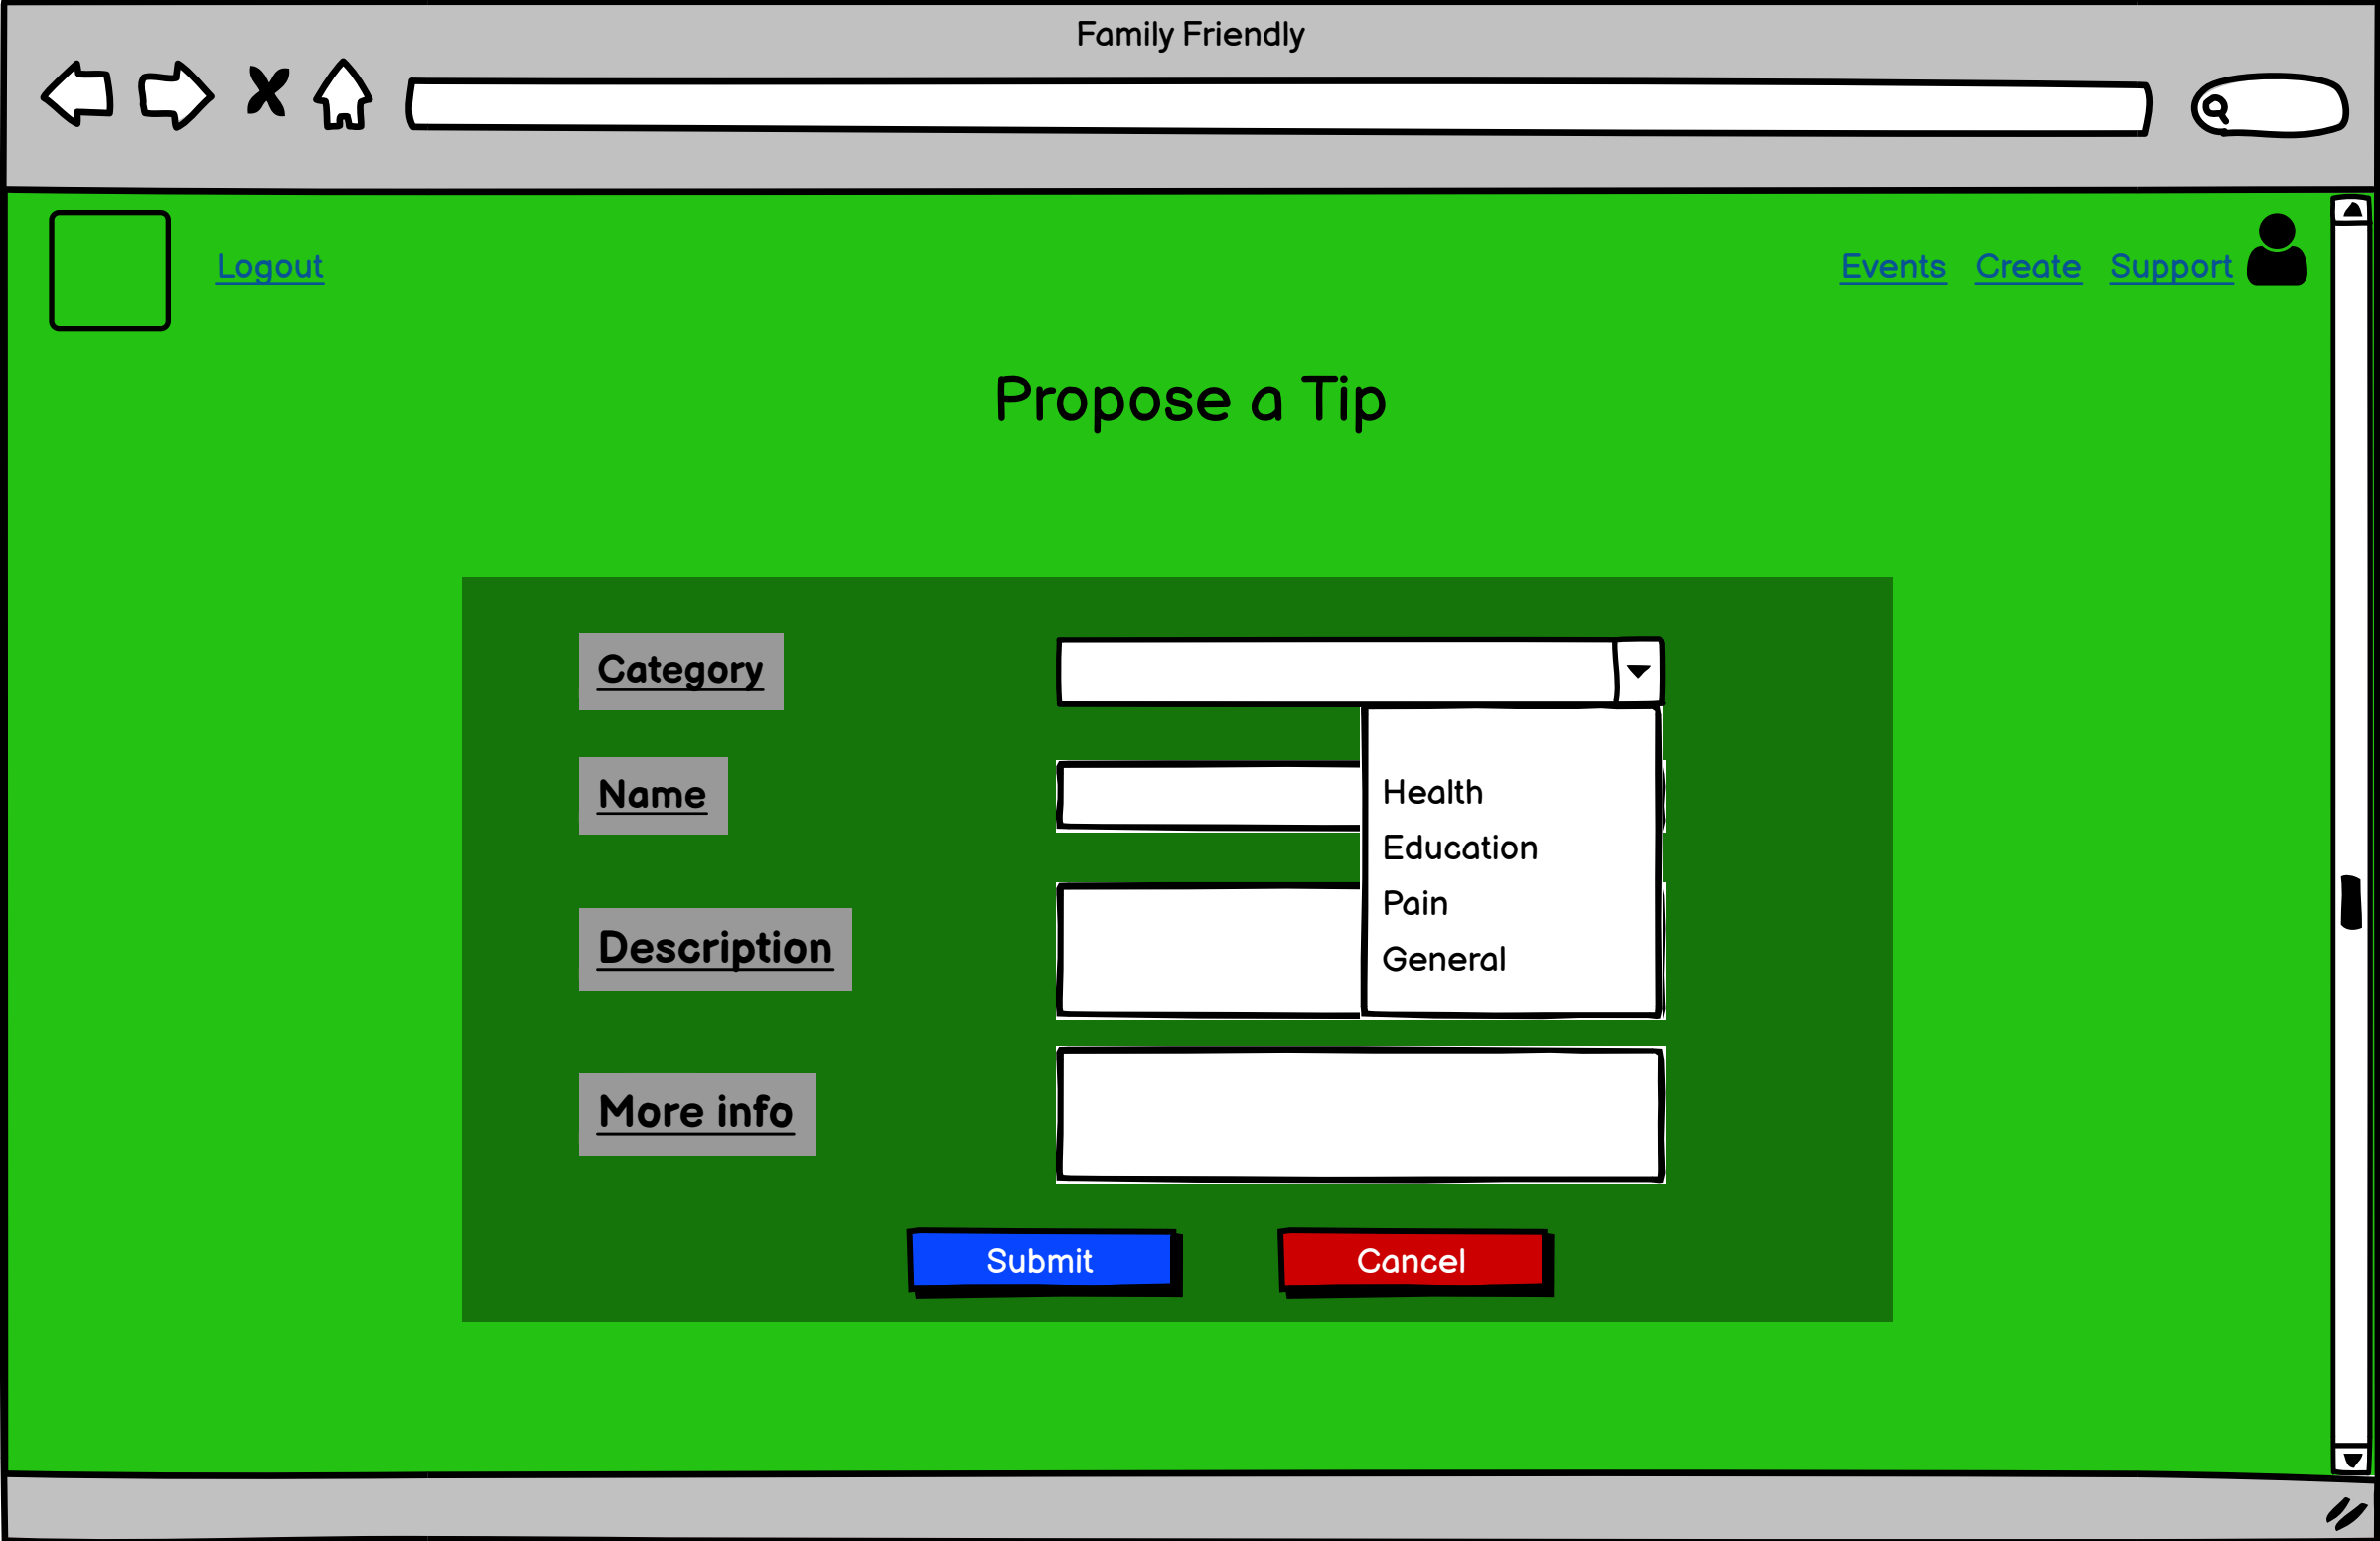 Family Friendly
Logout
Events Create Support
Propose a Tip
Category
Name
Health
Education
Pain
General
Description
More info
Submit Cancel